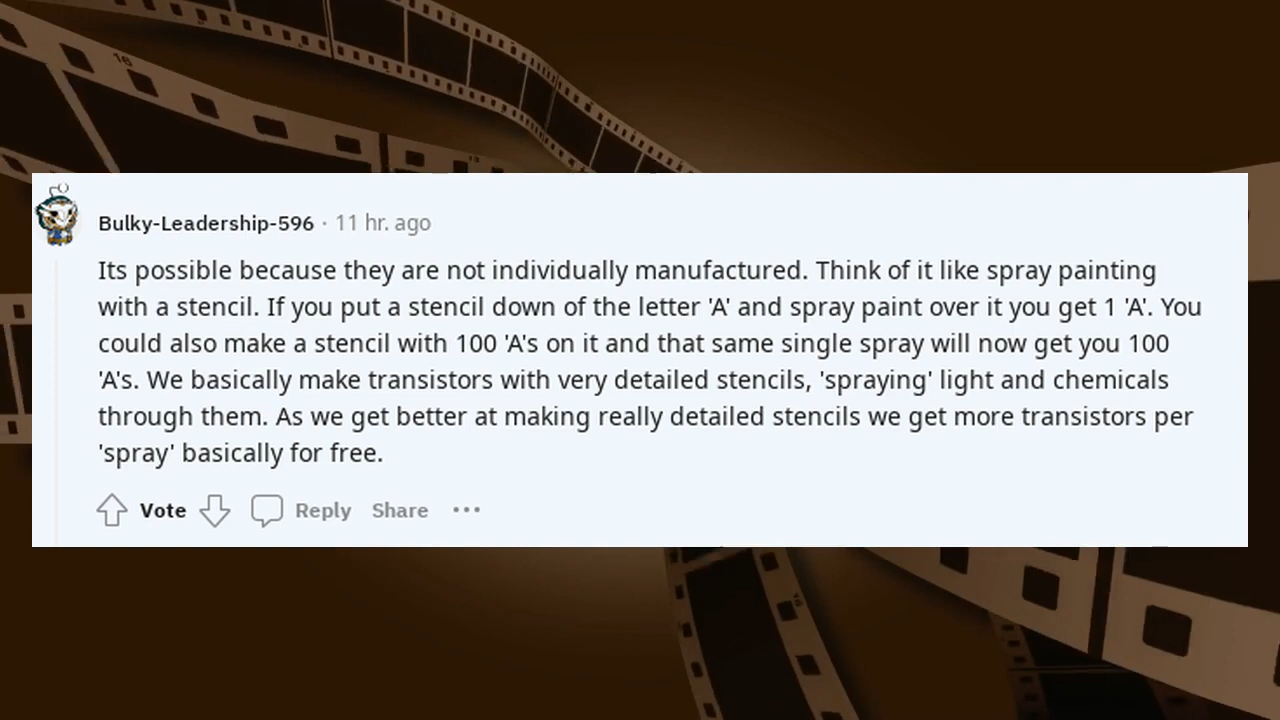 16
Bulky-Leadership-596 · 11 hr. ago
Its possible because they are not individually manufactured. Think of it like spray painting
with a stencil. If you put a stencil down of the letter 'A' and spray paint over it you get 1 'A'. You
could also make a stencil with 100 'A's on it and that same single spray will now get you 100
'A's. We basically make transistors with very detailed stencils, 'spraying' light and chemicals
through them. As we get better at making really detailed stencils we get more transistors per
'spray' basically for free.
Vote Reply Share ···